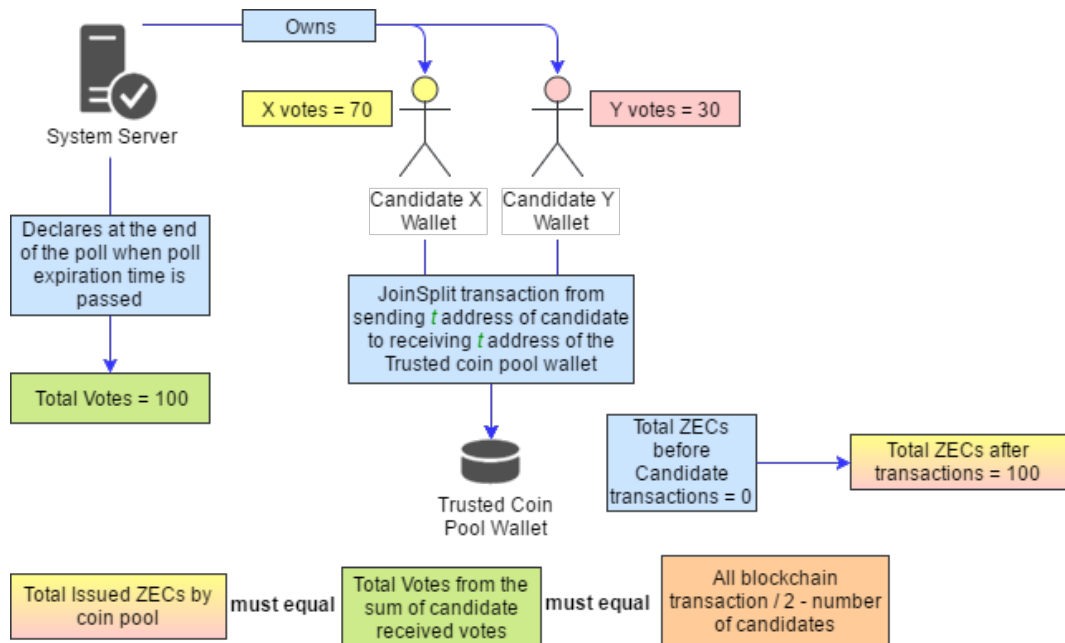 Owns
X votes = 70
Y votes = 30
System Server
Candidate X
Wallet
Candidate Y
Wallet
Declares at the end
of the poll when poll
expiration time is
passed
JoinSplit transaction from
sending t address of candidate
to receiving t address of the
Trusted coin pool wallet
Total Votes = 100
Total ZECs
before
Candidate
transactions = 0
Total ZECs after
transactions = 100
Trusted Coin
Pool Wallet
Total Issued ZECs by
coin pool
must equal
Total Votes from the
sum of candidate
received votes
must equal
All blockchain
transaction / 2 - number
of candidates